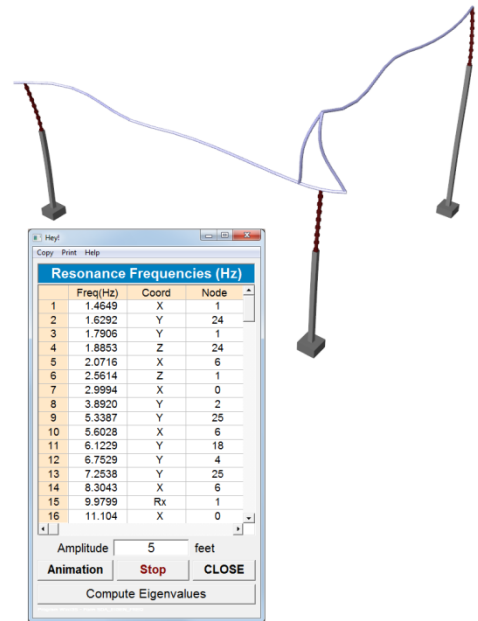 Hey!
Copy Print Help
Resonance Frequencies (Hz)
Freq(Hz) Coord Node
1 1.4649 X 1
2 1.6292 Y 24
3 1.7906 Y 1
4 1.8853 Z 24
5 2.0716 X 6
6 2.5614 Z 1
7 2.9994 X 0
8 3.8920 Y 2
9 5.3387 Y 25
10 5.6028 X 6
11 6.1229 Y 18
12 6.7529 Y 4
13 7.2538 Y 25
14 8.3043 X 6
15 9.9799 Rx 1
16 11.104 X 0
Amplitude 5 feet
Animation Stop CLOSE
Compute Eigenvalues